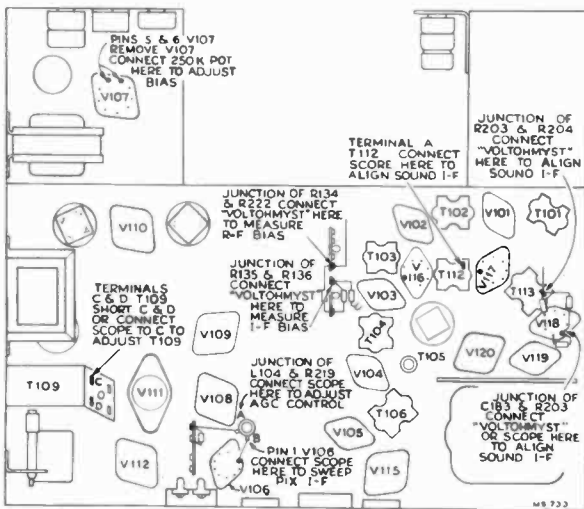 PINS 5 & 6 V107
REMOVE V107
CONNECT 250K POT
HERE TO ADJUST
BIAS
V107
JUNCTION OF
R203 & R204
CONNECT
"VOLTOHMYST"
HERE TO ALIGN
SOUND I-F
TERMINAL A
T112 CONNECT
SCOPE HERE TO
ALIGN SOUND I-F
JUNCTION OF R134
& R222 CONNECT
"VOLTOHMYST" HERE
TO MEASURE
R-F BIAS
V110
V102
T102
V101
T101
T103
V
116
T112
V117
T113
JUNCTION OF
R135 & R136
CONNECT
"VOLTOHMYST"
HERE TO
MEASURE
I-F BIAS
V103
V118
TERMINALS
C & D T109
SHORT C & D
OR CONNECT
SCOPE TO C TO
ADJUST T109
V109
T104
T105
V120
V119
T109
C
D
V111
V108
JUNCTION OF
L104 & R219
CONNECT SCOPE
HERE TO ADJUST
AGC CONTROL
A
B
V104
T106
V105
JUNCTION OF
C183 & R203
CONNECT
"VOLTOHMYST"
OR SCOPE HERE
TO ALIGN
SOUND I-F
V112
V106
PIN 1 V106
CONNECT SCOPE
HERE TO SWEEP
PIX I-F
V115
MS 733